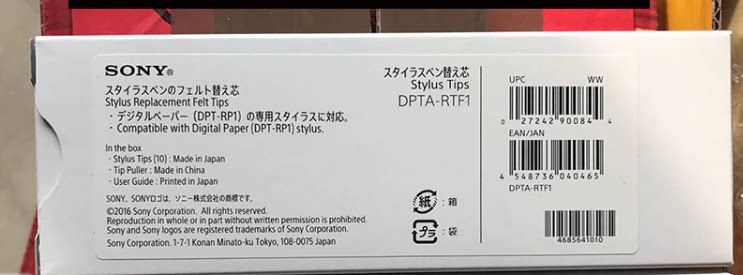 SONY®
スタイラスペンのフェルト替え芯
Stylus Replacement Felt Tips
・デジタルペーパー（DPT-RP1）の専用スタイラスに対応。
・Compatible with Digital Paper (DPT-RP1) stylus.
In the box
・Stylus Tips (10) : Made in Japan
・Tip Puller : Made in China
・User Guide : Printed in Japan
SONY, SONYロゴは、ソニー株式会社の商標です。
©2016 Sony Corporation. All rights reserved.
Reproduction in whole or in part without written permission is prohibited.
Sony and Sony logos are registered trademarks of Sony Corporation.
Sony Corporation. 1-7-1 Konan Minato-ku Tokyo, 108-0075 Japan
スタイラスペン替え芯
Stylus Tips
DPTA-RTF1
紙 : 箱
プラ : 袋
UPC WW
0 27242 90084 4
EAN/JAN
4 548736 040465
DPTA-RTF1
4685641010